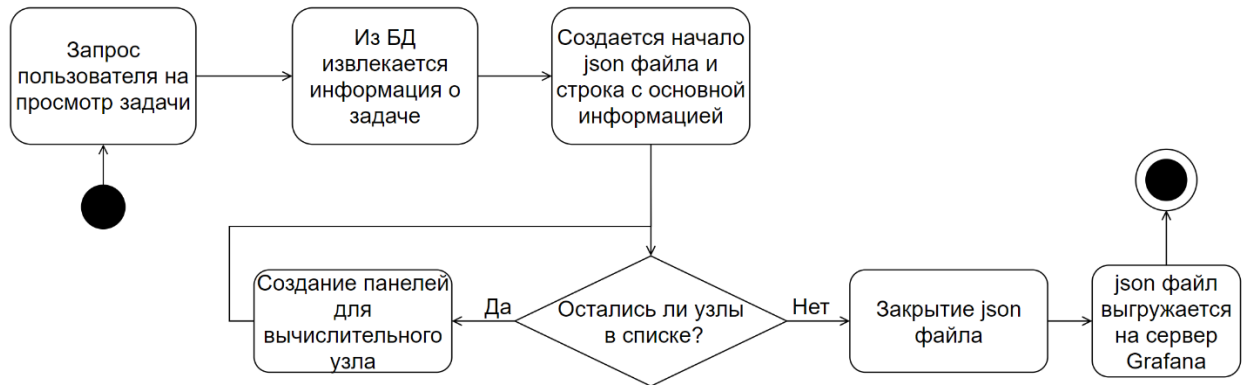 Запрос
пользователя на
просмотр задачи
Из БД
извлекается
информация о
задаче
Создается начало
json файла и
строка с основной
информацией
Создание панелей
для
вычислительного
узла
Да
Остались ли узлы
в списке?
Нет
Закрытие json
файла
json файл
выгружается
на сервер
Grafana